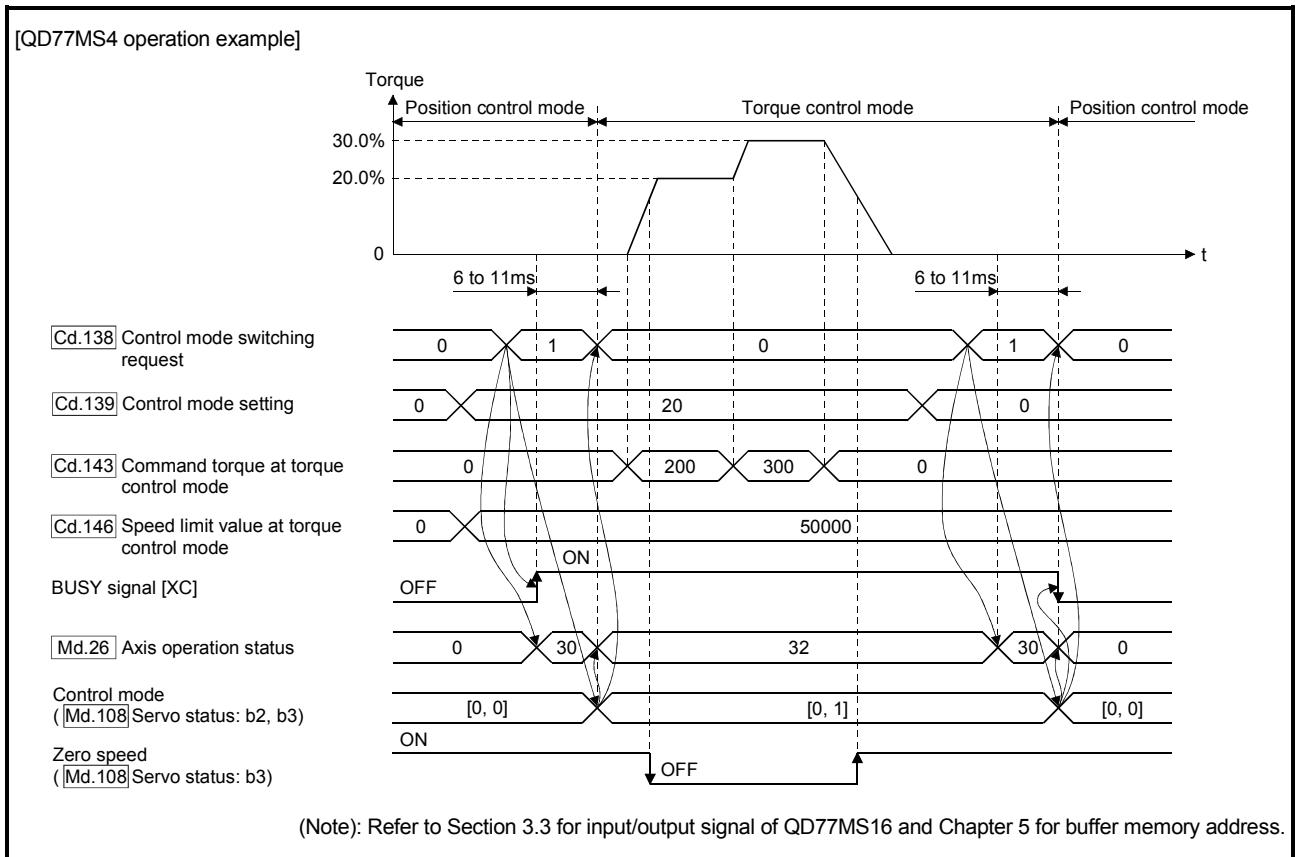 [QD77MS4 operation example]
Torque
Position control mode Torque control mode Position control mode
30.0%
20.0%
0
t
6 to 11ms 6 to 11ms
Cd.138 Control mode switching
request
0 1 0 1 0
Cd.139 Control mode setting
0 20 0
Cd.143 Command torque at torque
control mode
0 200 300 0
Cd.146 Speed limit value at torque
control mode
0 50000
ON
BUSY signal [XC]
OFF
Md.26 Axis operation status
0 30 32 30 0
Control mode
( Md.108 Servo status: b2, b3)
[0, 0] [0, 1] [0, 0]
ON
Zero speed
( Md.108 Servo status: b3)
OFF
(Note): Refer to Section 3.3 for input/output signal of QD77MS16 and Chapter 5 for buffer memory address.